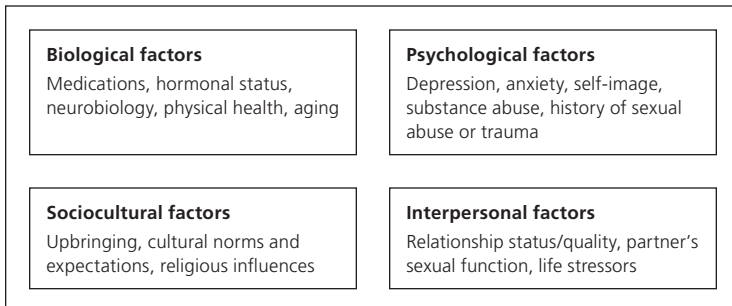 Biological factors
Medications, hormonal status,
neurobiology, physical health, aging
Psychological factors
Depression, anxiety, self-image,
substance abuse, history of sexual
abuse or trauma
Sociocultural factors
Upbringing, cultural norms and
expectations, religious influences
Interpersonal factors
Relationship status/quality, partner's
sexual function, life stressors